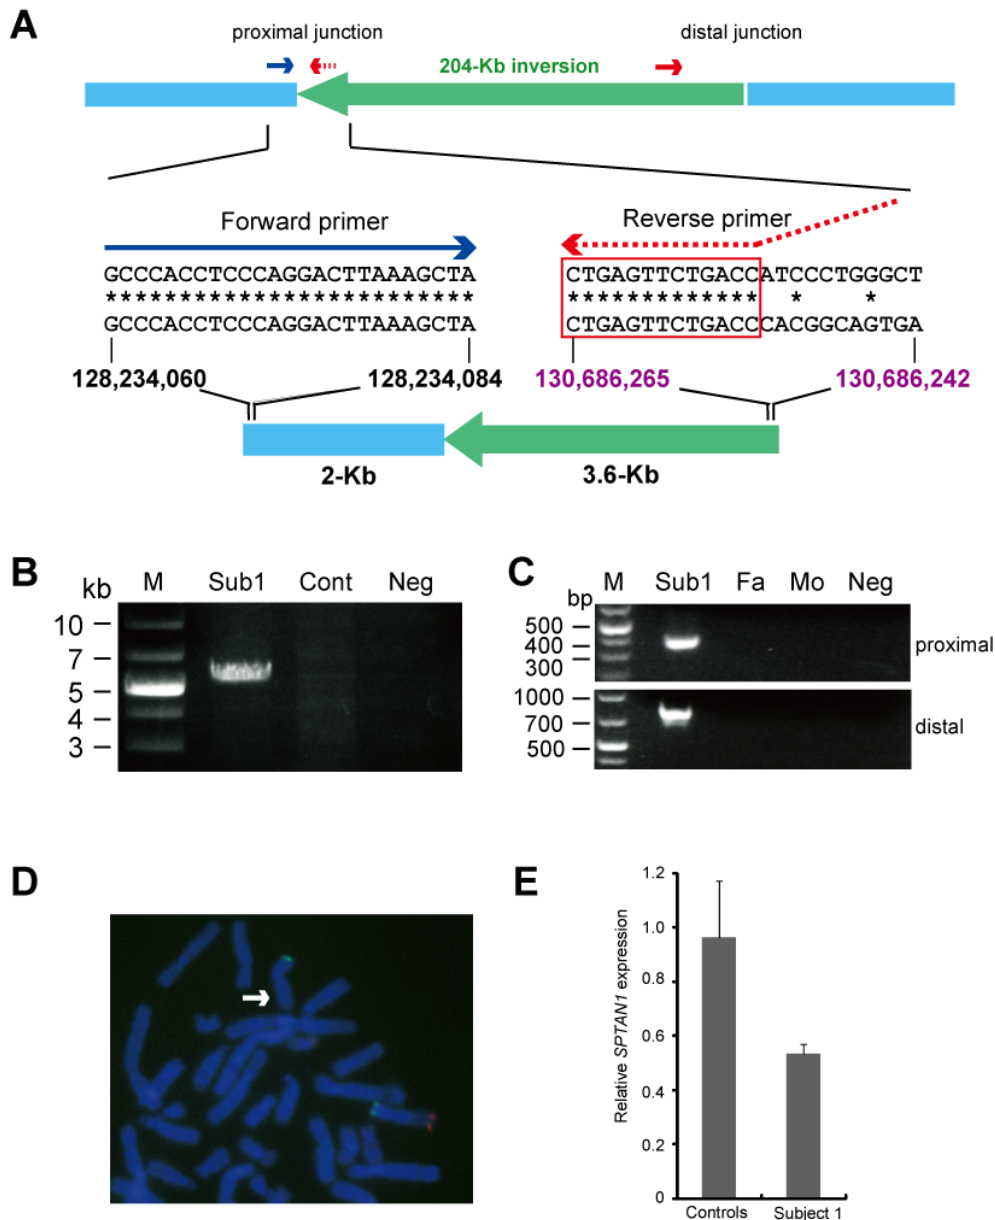 A
proximal junction
distal junction
204-Kb inversion
Forward primer
Reverse primer
GCCCACCTCCCAGGACTTAAAGCTA
CTGAGTTCTGACCATCCCTGGGCT
************************* ************* * *
GCCCACCTCCCAGGACTTAAAGCTA
CTGAGTTCTGACCCACGGCAGTGA
128,234,060
128,234,084
130,686,265
130,686,242
2-Kb
3.6-Kb
B
kb
M Sub1 Cont Neg
10
7
5
4
3
C
bp
M Sub1 Fa Mo Neg
500
400
300
proximal
1000
700
500
distal
D
E
Relative SPTAN1 expression
1.2
1.0
0.8
0.6
0.4
0.2
0
Controls
Subject 1